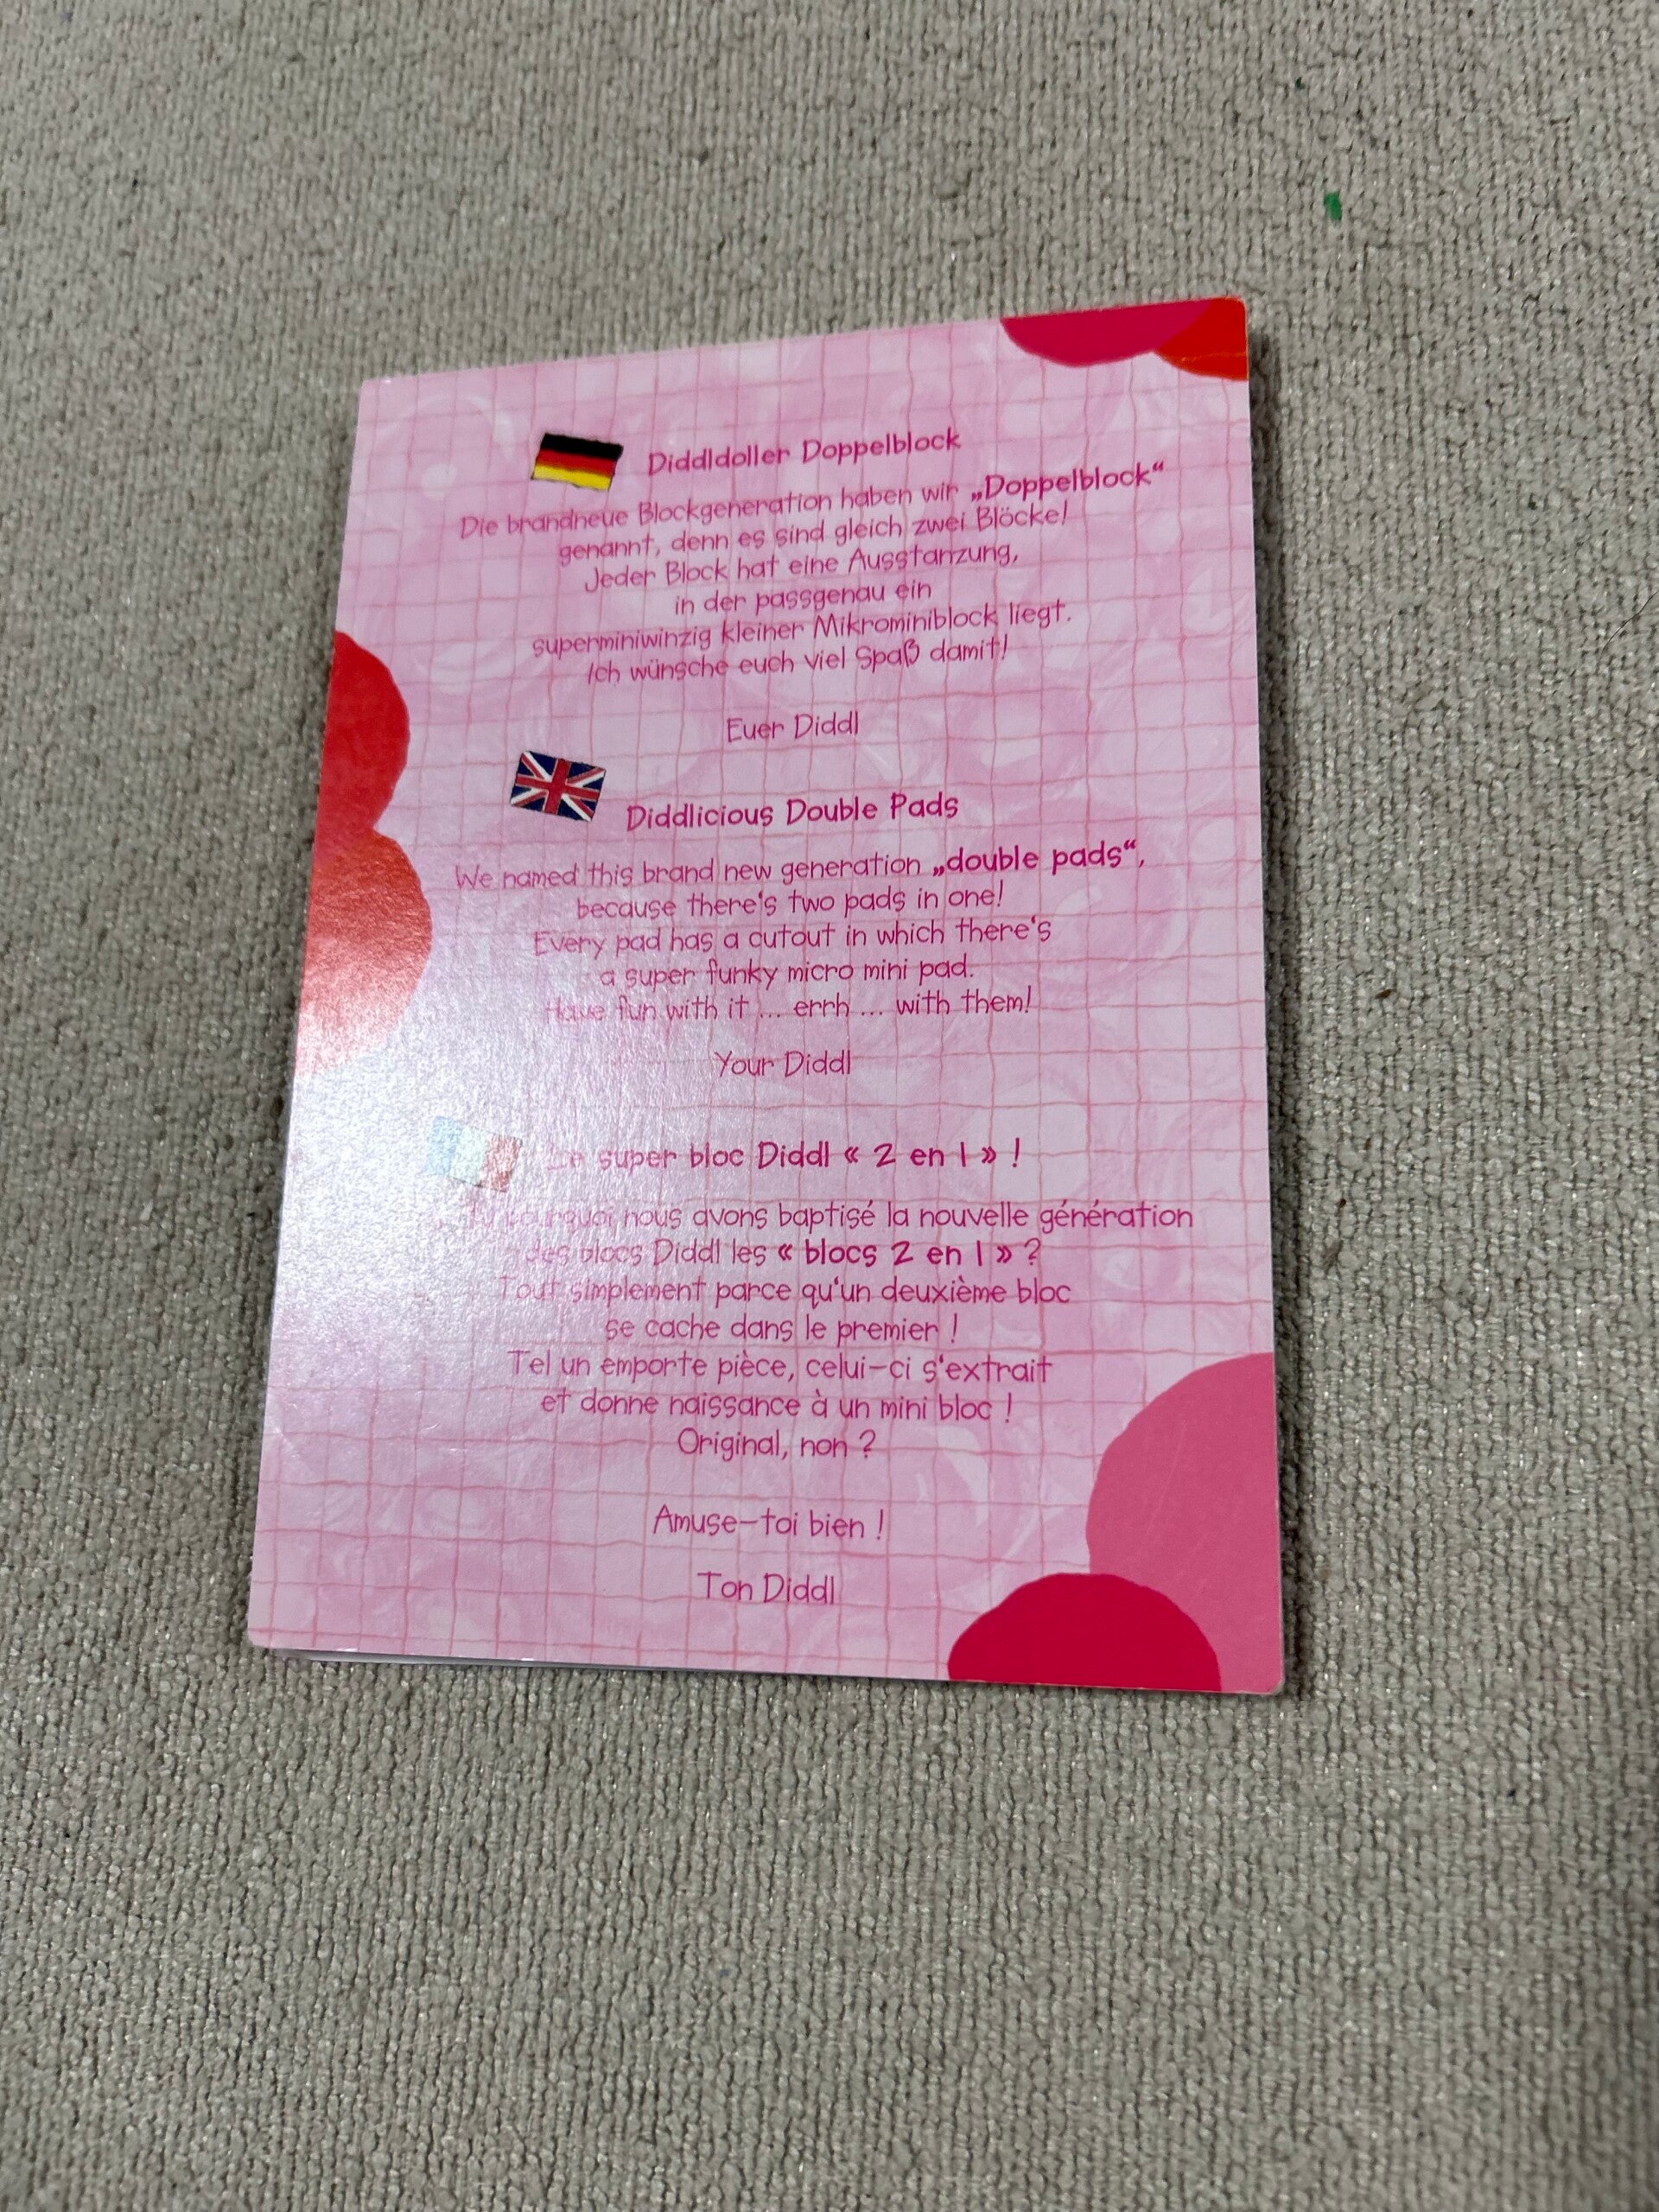 Diddldoller Doppelblock
Die brandneue Blockgeneration haben wir „Doppelblock“
genannt, denn es sind gleich zwei Blöcke!
Jeder Block hat eine Ausstanzung,
in der passgenau ein
superminiwinzig kleiner Mikrominiblock liegt.
Ich wünsche euch viel Spaß damit!
Euer Diddl
Diddlicious Double Pads
We named this brand new generation „double pads“,
because there's two pads in one!
Every pad has a cutout in which there's
a super funky micro mini pad.
Have fun with it ... errh ... with them!
Your Diddl
Le super bloc Diddl « 2 en 1 » !
pourquoi nous avons baptisé la nouvelle génération
des blocs Diddl les « blocs 2 en 1 » ?
Tout simplement parce qu'un deuxième bloc
se cache dans le premier !
Tel un emporte pièce, celui-ci s'extrait
et donne naissance à un mini bloc !
Original, non ?
Amuse-toi bien !
Ton Diddl